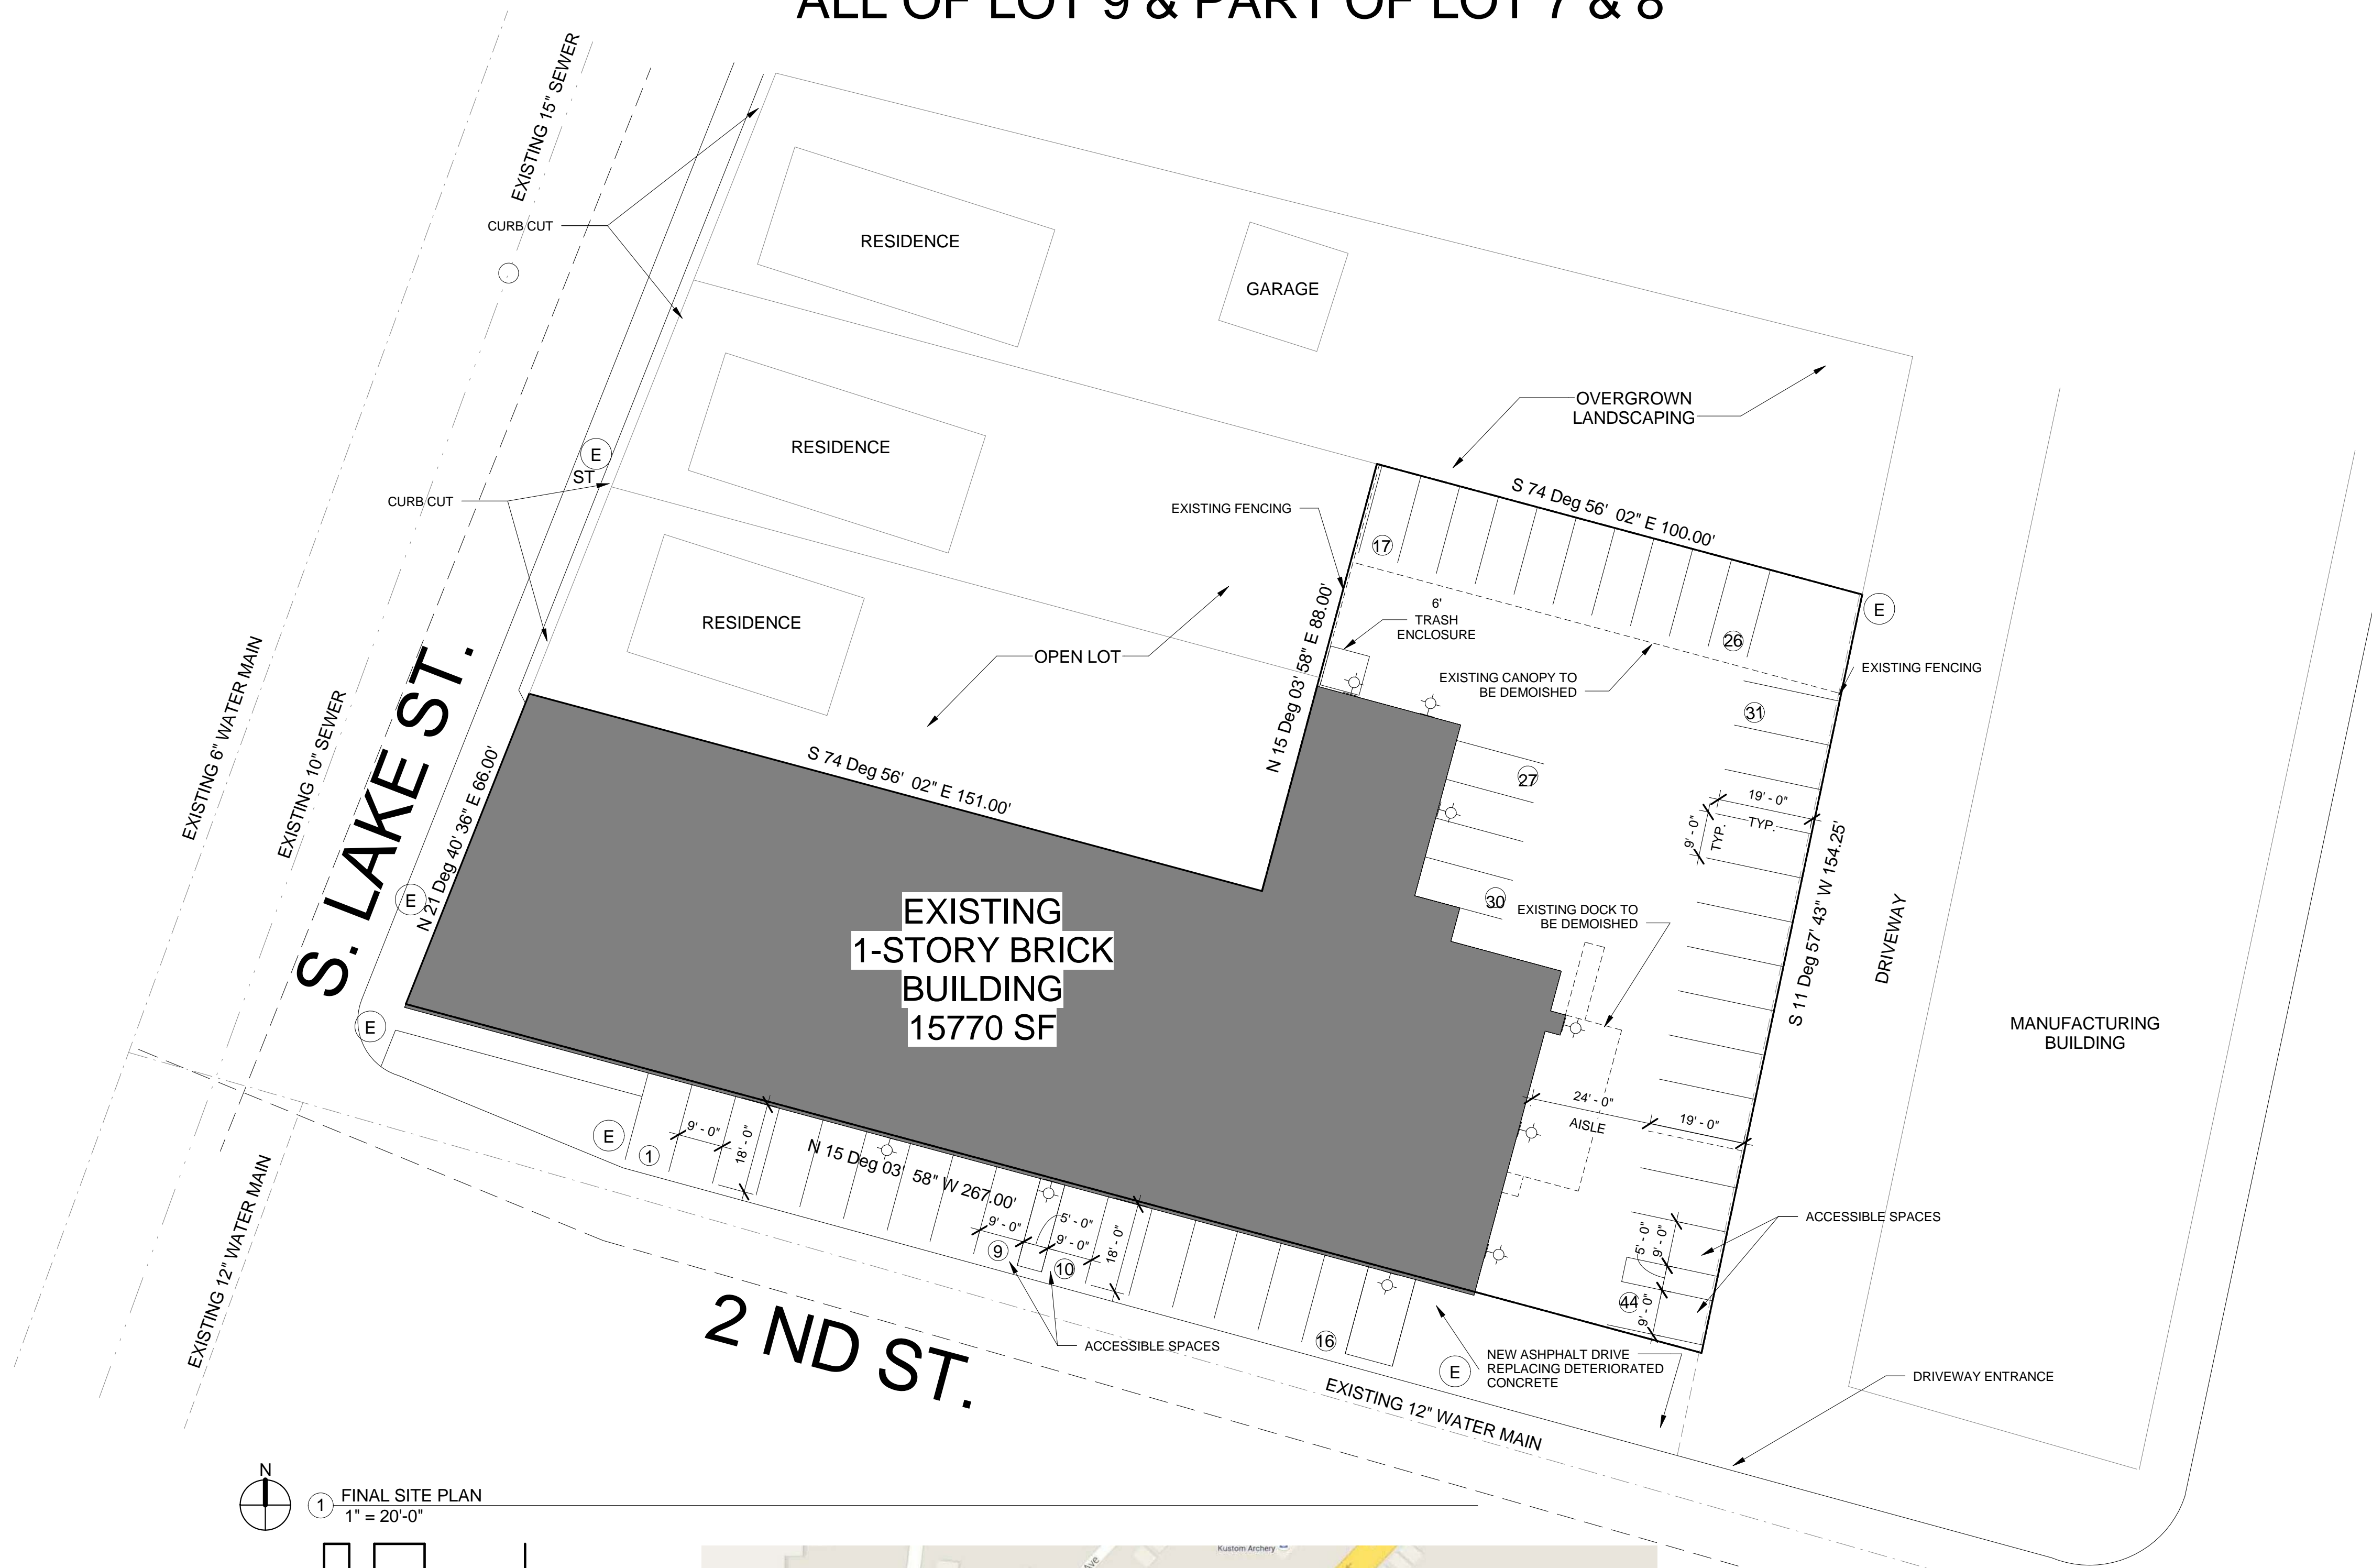 ALL OF LOT 9 & PART OF LOT 7 & 8
EXISTING 15" SEWER
CURB CUT
RESIDENCE
GARAGE
OVERGROWN
LANDSCAPING
RESIDENCE
E
ST
CURB CUT
S 74 Deg 56' 02" E 100.00'
EXISTING FENCING
17
RESIDENCE
6'
TRASH
ENCLOSURE
E
26
OPEN LOT
N 15 Deg 03' 58" E 88.00'
EXISTING CANOPY TO
BE DEMOISHED
EXISTING FENCING
31
EXISTING 6" WATER MAIN
EXISTING 10" SEWER
S. LAKE ST.
N 21 Deg 40' 36" E 66.00'
S 74 Deg 56' 02" E 151.00'
27
19' - 0"
TYP.
9' - 0"
TYP.
S 11 Deg 57' 43" W 154.25'
E
30
EXISTING DOCK TO
BE DEMOISHED
DRIVEWAY
EXISTING
1-STORY BRICK
BUILDING
15770 SF
E
MANUFACTURING
BUILDING
24' - 0"
AISLE
19' - 0"
E
1
9' - 0"
18' - 0"
N 15 Deg 03' 58" W 267.00'
9' - 0"
5' - 0"
9' - 0"
18' - 0"
9
10
ACCESSIBLE SPACES
5' - 0"
9' - 0"
44
9' - 0"
EXISTING 12" WATER MAIN
2 ND ST.
ACCESSIBLE SPACES
16
E
NEW ASHPHALT DRIVE
REPLACING DETERIORATED
CONCRETE
DRIVEWAY ENTRANCE
EXISTING 12" WATER MAIN
N
1
FINAL SITE PLAN
1" = 20'-0"
Kustom Archery
Ave